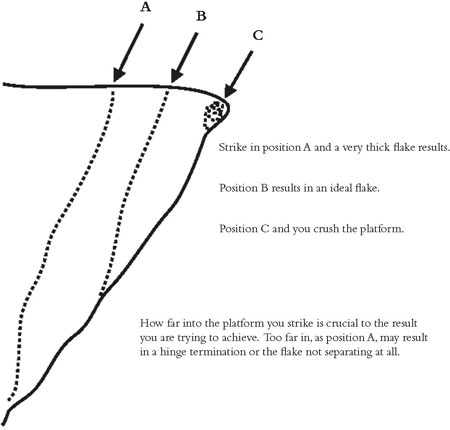 A
B
C
Strike in position A and a very thick flake results.
Position B results in an ideal flake.
Position C and you crush the platform.
How far into the platform you strike is crucial to the result
you are trying to achieve. Too far in, as position A, may result
in a hinge termination or the flake not separating at all.